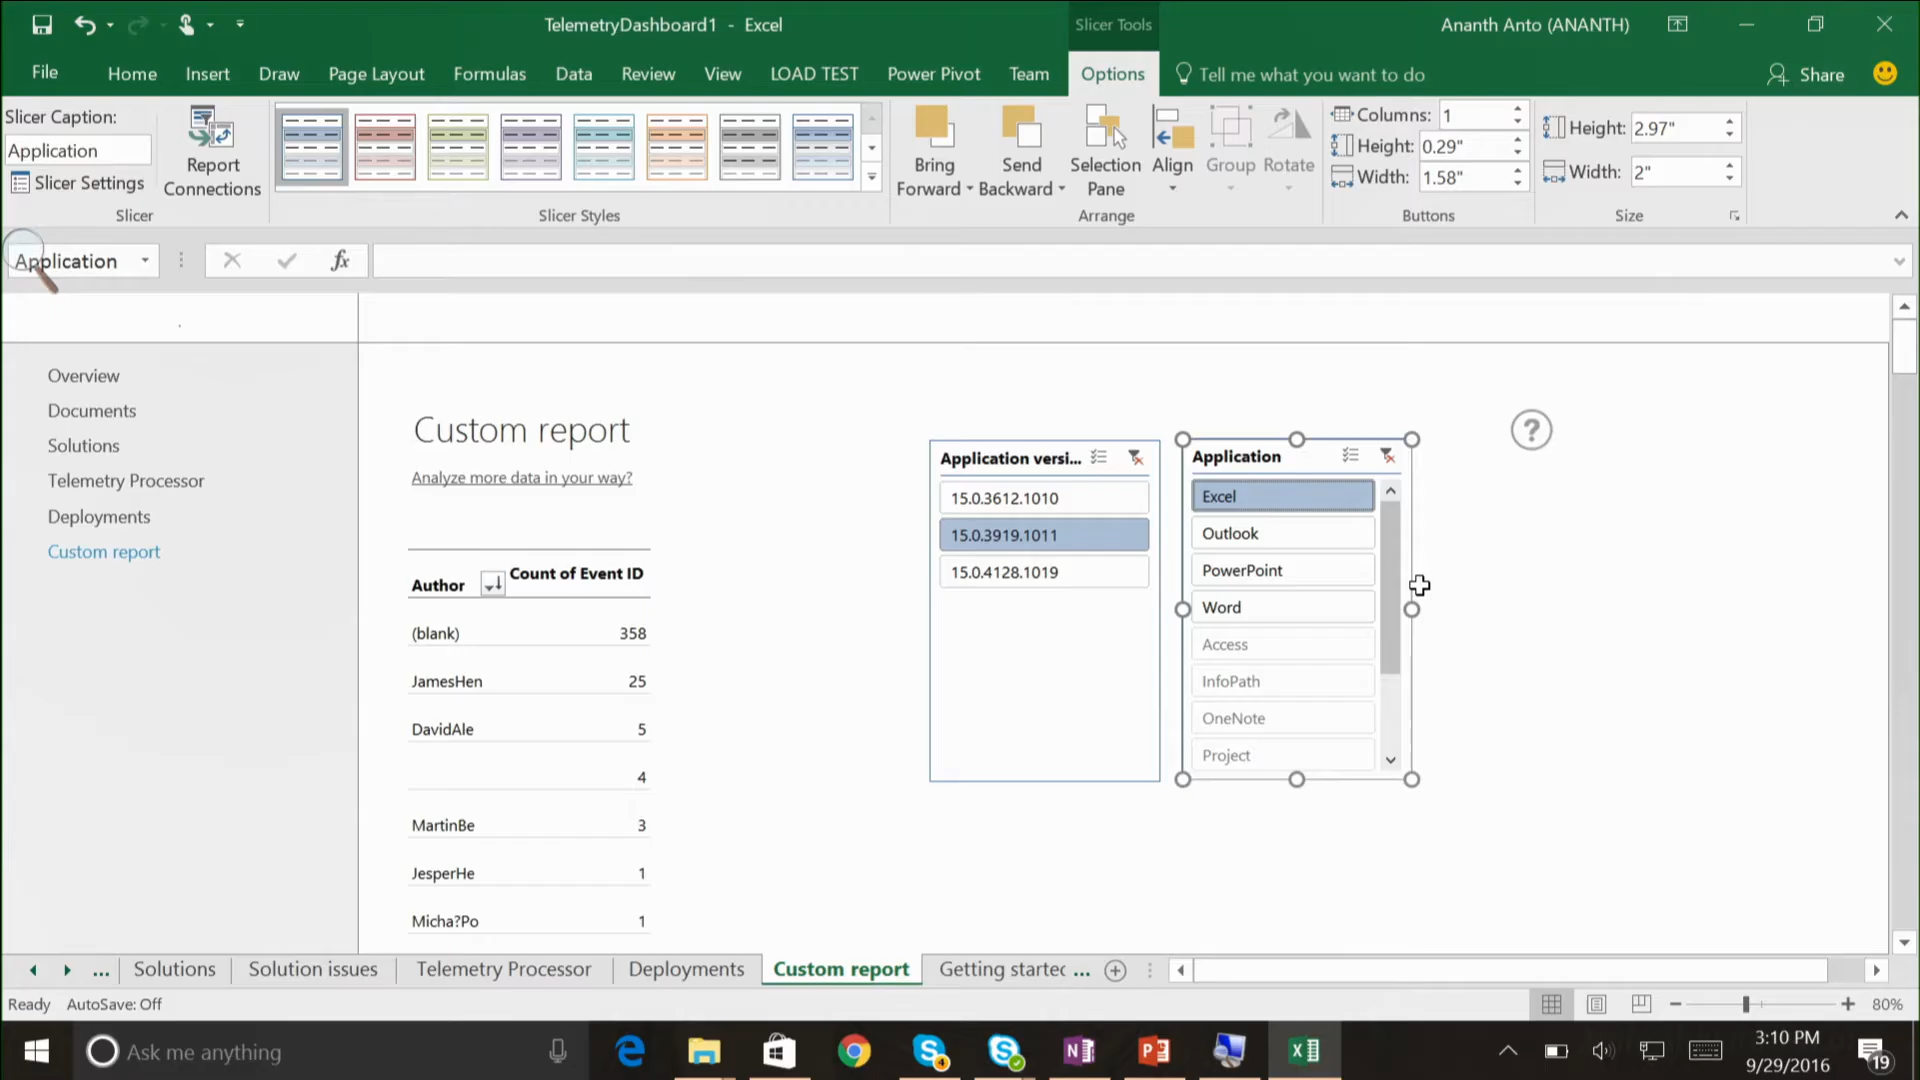 TelemetryDashboard1 - Excel
Slicer Tools
Ananth Anto (ANANTH)
File Home Insert Draw Page Layout Formulas Data Review View LOAD TEST Power Pivot Team Options Tell me what you want to do Share
Slicer Caption:
Application
Slicer Settings
Report Connections
Slicer
Slicer Styles
Bring Forward
Send Backward
Selection Pane
Align
Group
Rotate
Arrange
Columns: 1
Height: 0.29"
Width: 1.58"
Buttons
Height: 2.97"
Width: 2"
Size
Application
fx
Overview
Documents
Solutions
Telemetry Processor
Deployments
Custom report
Custom report
Analyze more data in your way?
?
Author Count of Event ID
(blank) 358
JamesHen 25
DavidAle 5
4
MartinBe 3
JesperHe 1
Micha?Po 1
Application versi...
15.0.3612.1010
15.0.3919.1011
15.0.4128.1019
Application
Excel
Outlook
PowerPoint
Word
Access
InfoPath
OneNote
Project
... Solutions Solution issues Telemetry Processor Deployments Custom report Getting startec ...
Ready AutoSave: Off
80%
Ask me anything
4
3:10 PM
9/29/2016
19